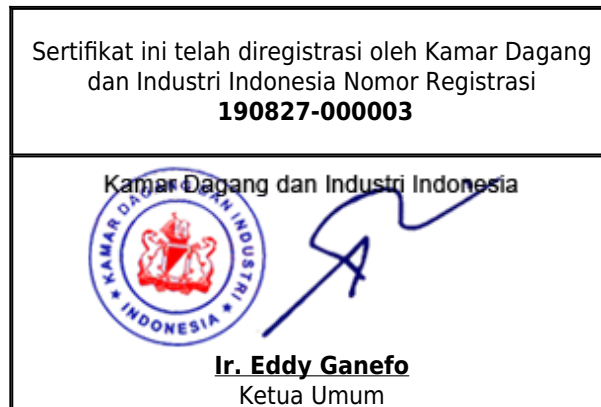 Sertifikat ini telah diregistrasi oleh Kamar Dagang
dan Industri Indonesia Nomor Registrasi
190827-000003
Kamar Dagang dan Industri Indonesia
KAMAR DAGANG DAN INDUSTRI
INDONESIA
Ir. Eddy Ganefo
Ketua Umum